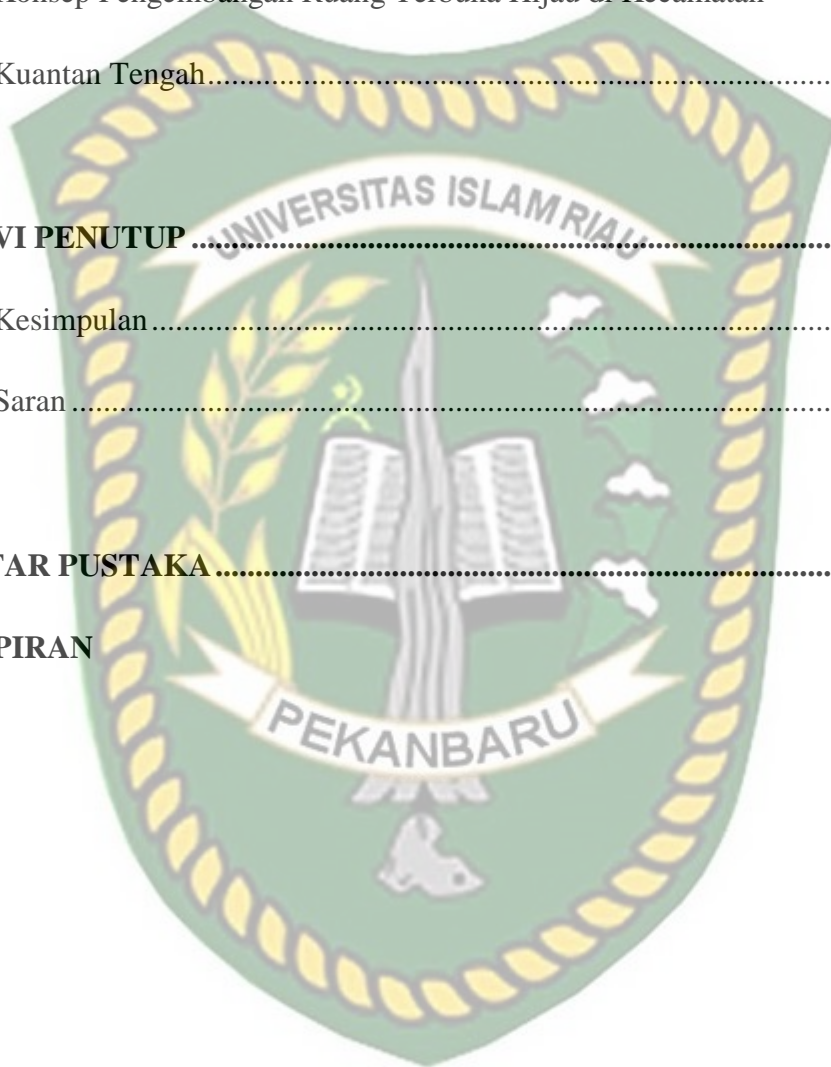 Konsep Pengembangan Ruang Terbuka Hijau di Kecamatan
Kuantan Tengah................................................................
UNIVERSITAS ISLAM RIAU
VI PENUTUP................................................................
Kesimpulan................................................................
Saran................................................................
TAR PUSTAKA................................................................
PIRAN
PEKANBARU